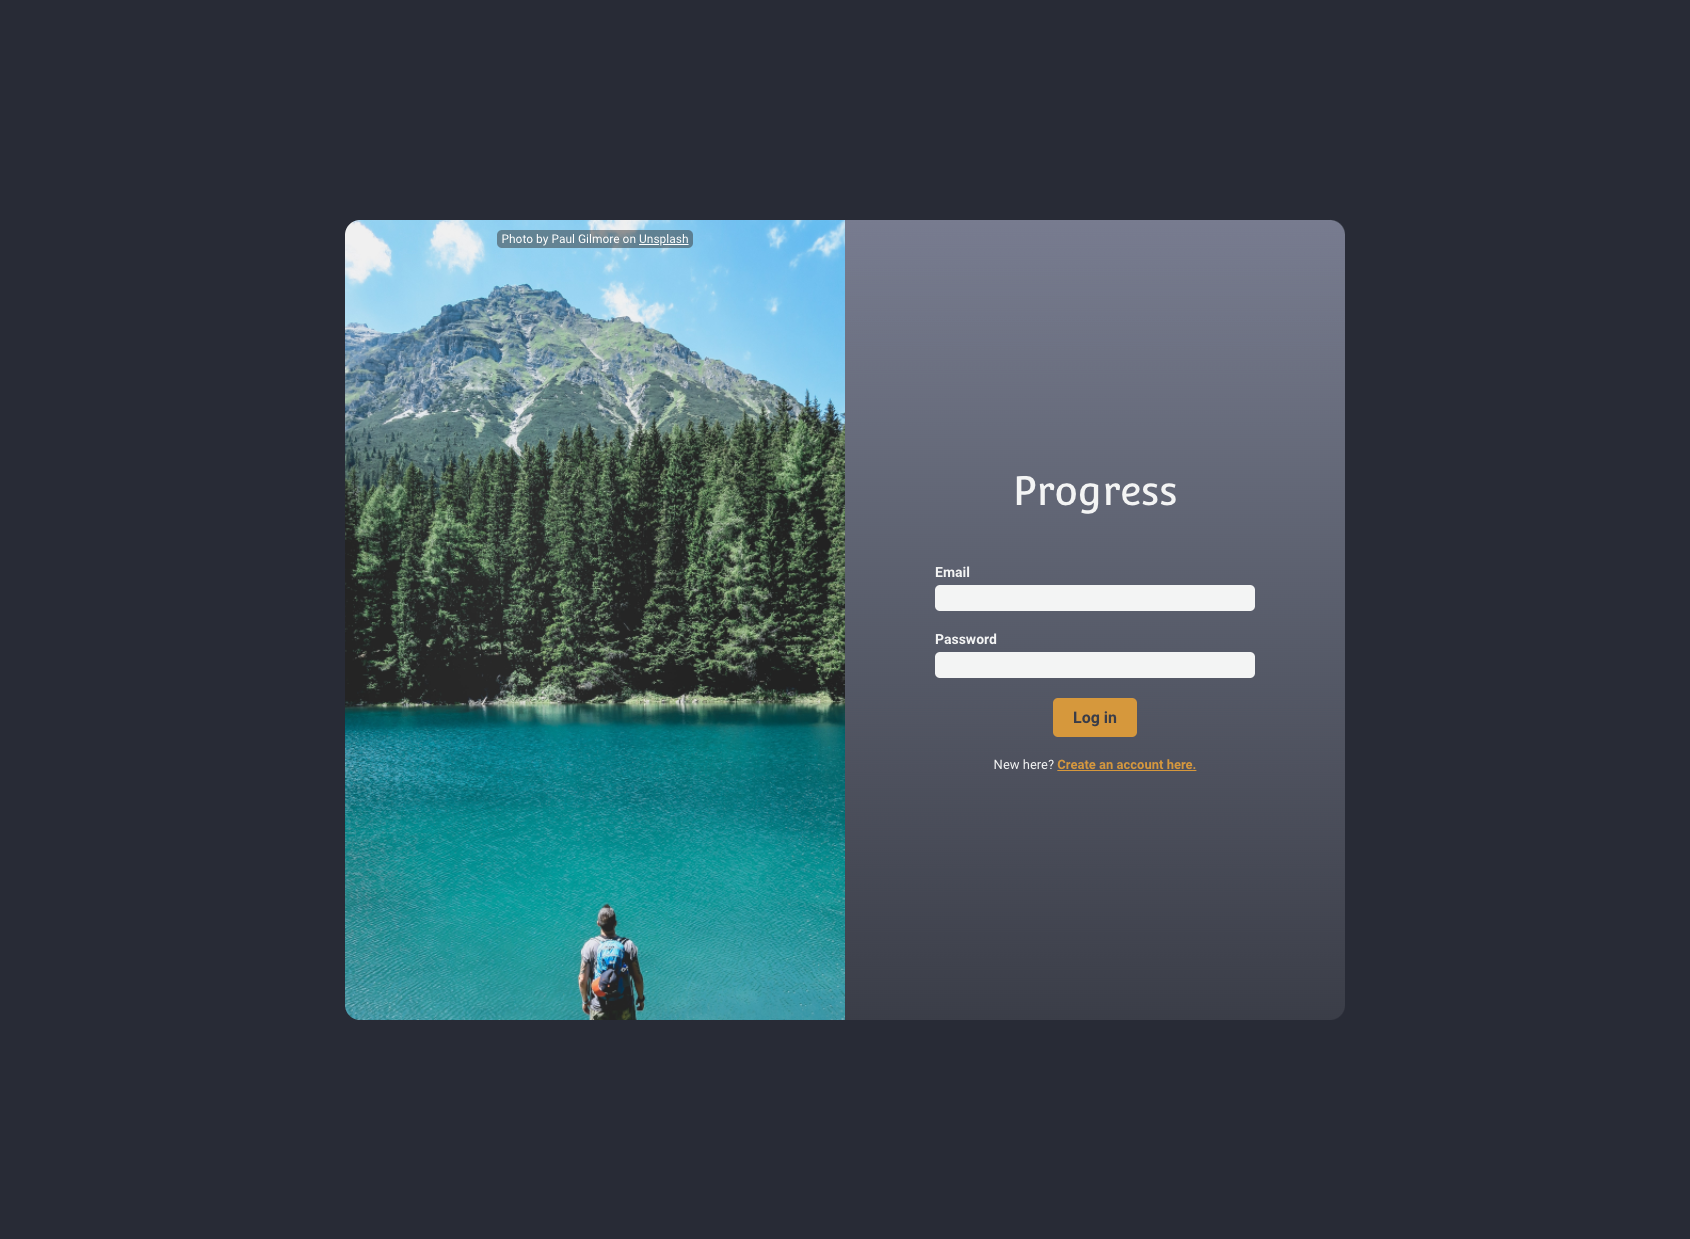 Photo by Paul Gilmore on Unsplash
Progress
Email
Password
Log in
New here? Create an account here.